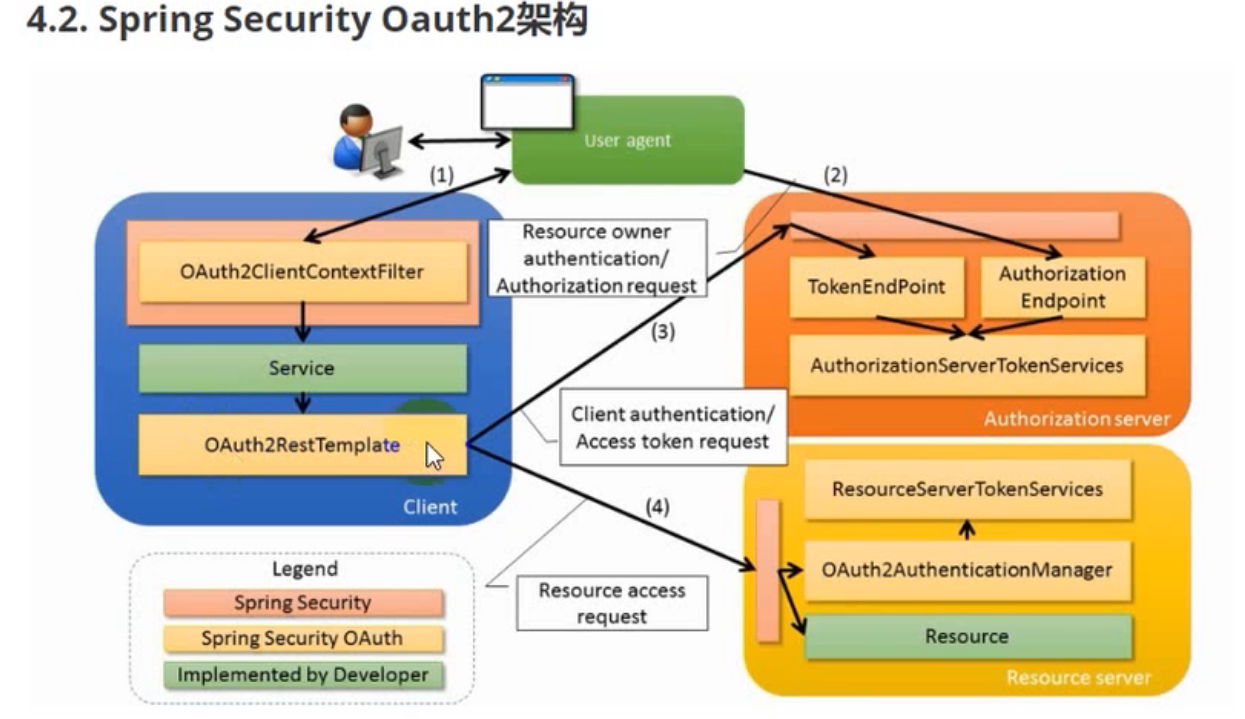 4.2. Spring Security Oauth2架构
User agent
(1)
(2)
OAuth2ClientContextFilter
Service
OAuth2RestTemplate
Client
Resource owner
authentication/
Authorization request
(3)
TokenEndPoint
Authorization
Endpoint
AuthorizationServerTokenServices
Authorization server
Client authentication/
Access token request
(4)
ResourceServerTokenServices
OAuth2AuthenticationManager
Resource
Resource server
Resource access
request
Legend
Spring Security
Spring Security OAuth
Implemented by Developer